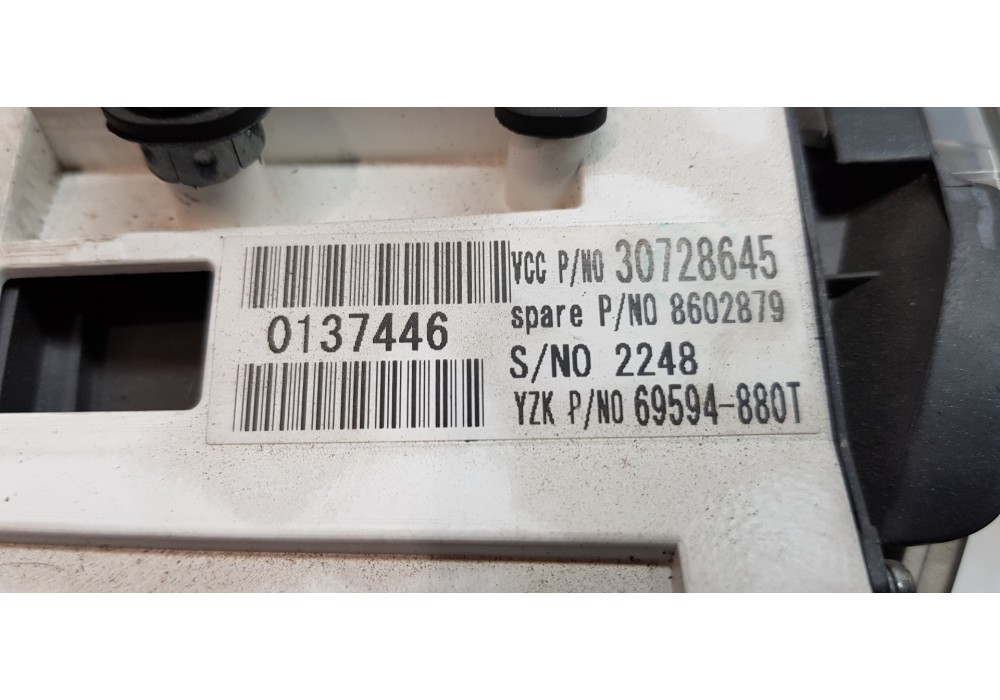 VCC P/NO 30728645
spare P/NO 8602879
0137446
S/NO 2248
YZK P/NO 69594-880T